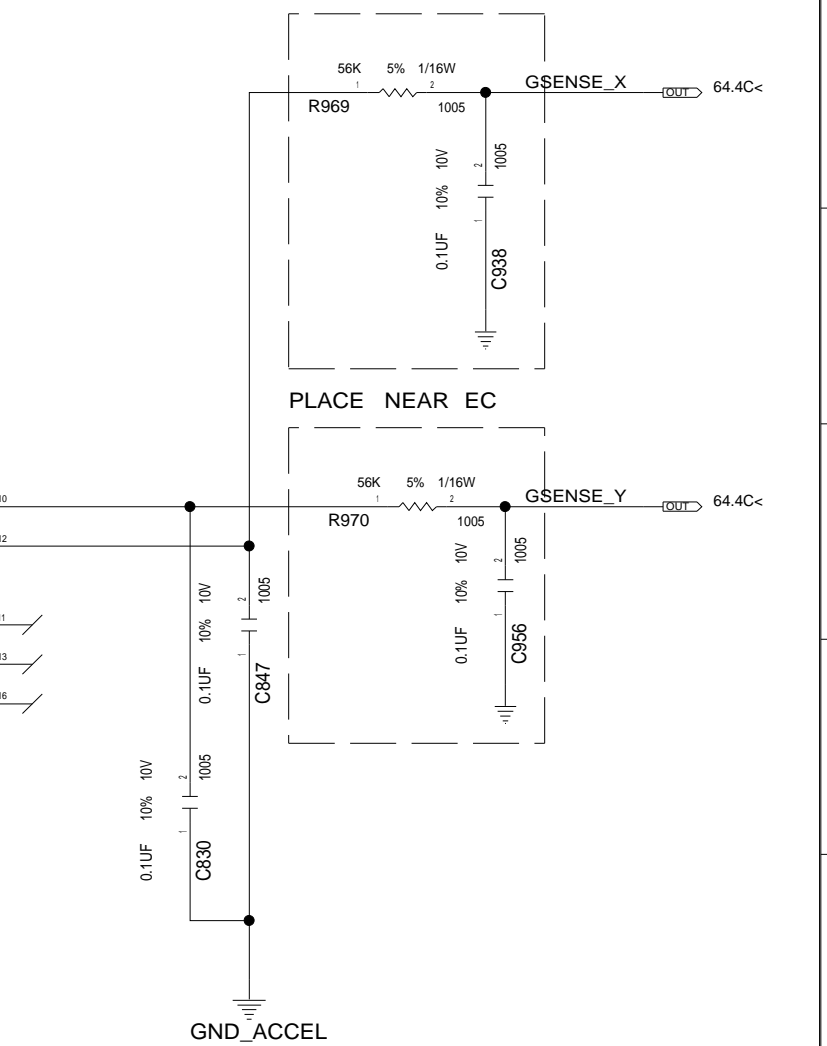 56K 5% 1/16W
1 2
R969 1005
GSENSE_X
OUT 64.4C<
0.1UF 10% 10V
2 1005
1
C938
PLACE NEAR EC
56K 5% 1/16W
1 2
R970 1005
GSENSE_Y
OUT 64.4C<
0.1UF 10% 10V
2 1005
1
C956
0.1UF 10% 10V
2 1005
1
C847
0.1UF 10% 10V
2 1005
1
C830
GND_ACCEL